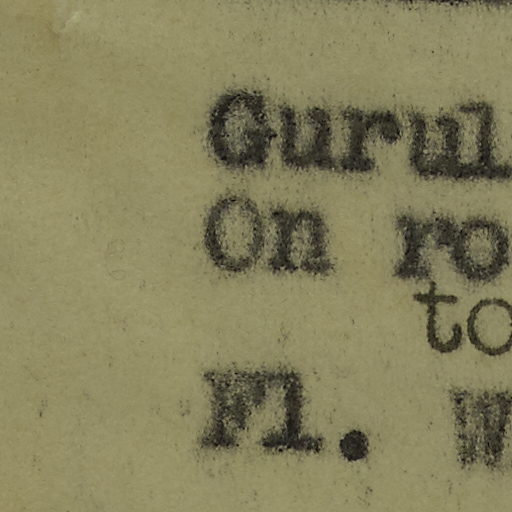 Gurul
On ro
to
Fl. W